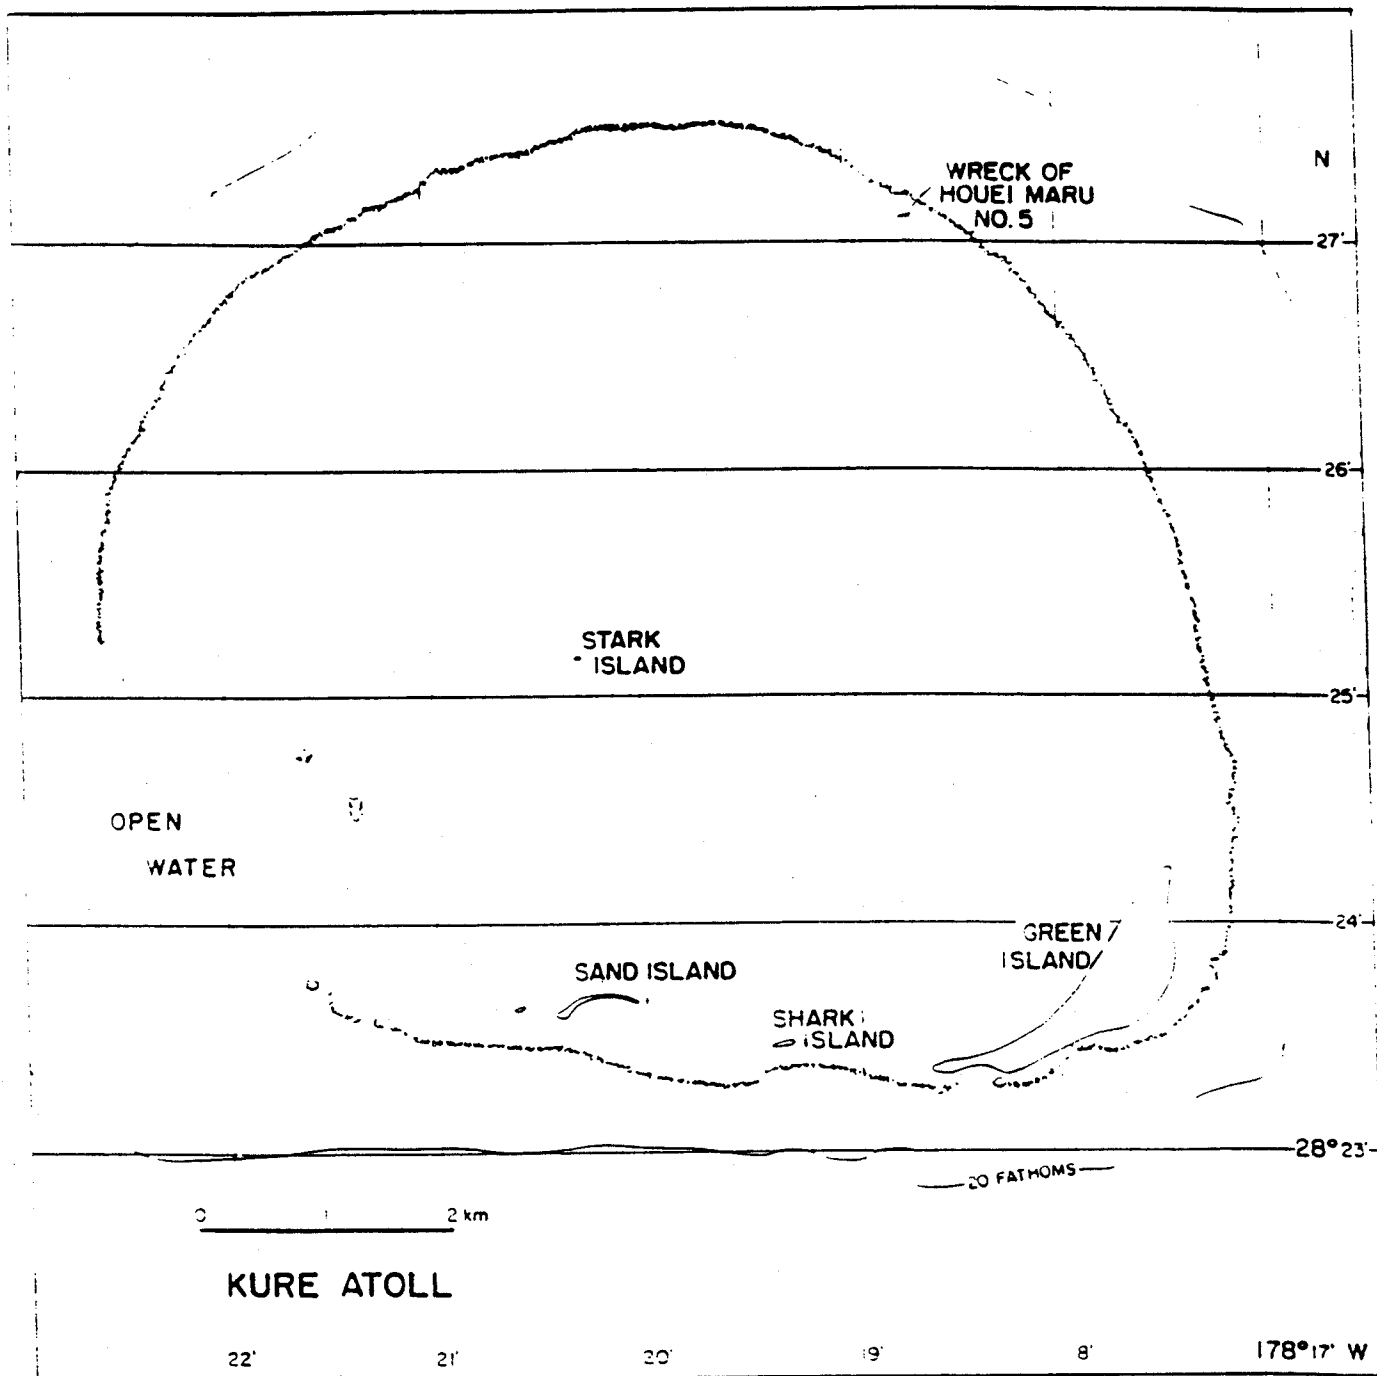 WRECK OF
HOUEI MARU
NO. 5
N
27'
26'
STARK
ISLAND
25'
OPEN
WATER
24'
GREEN
ISLAND
SAND ISLAND
SHARK
ISLAND
28° 23'
20 FATHOMS
0 1 2 km
KURE ATOLL
22' 21' 20' 19' 8' 178° 17' W